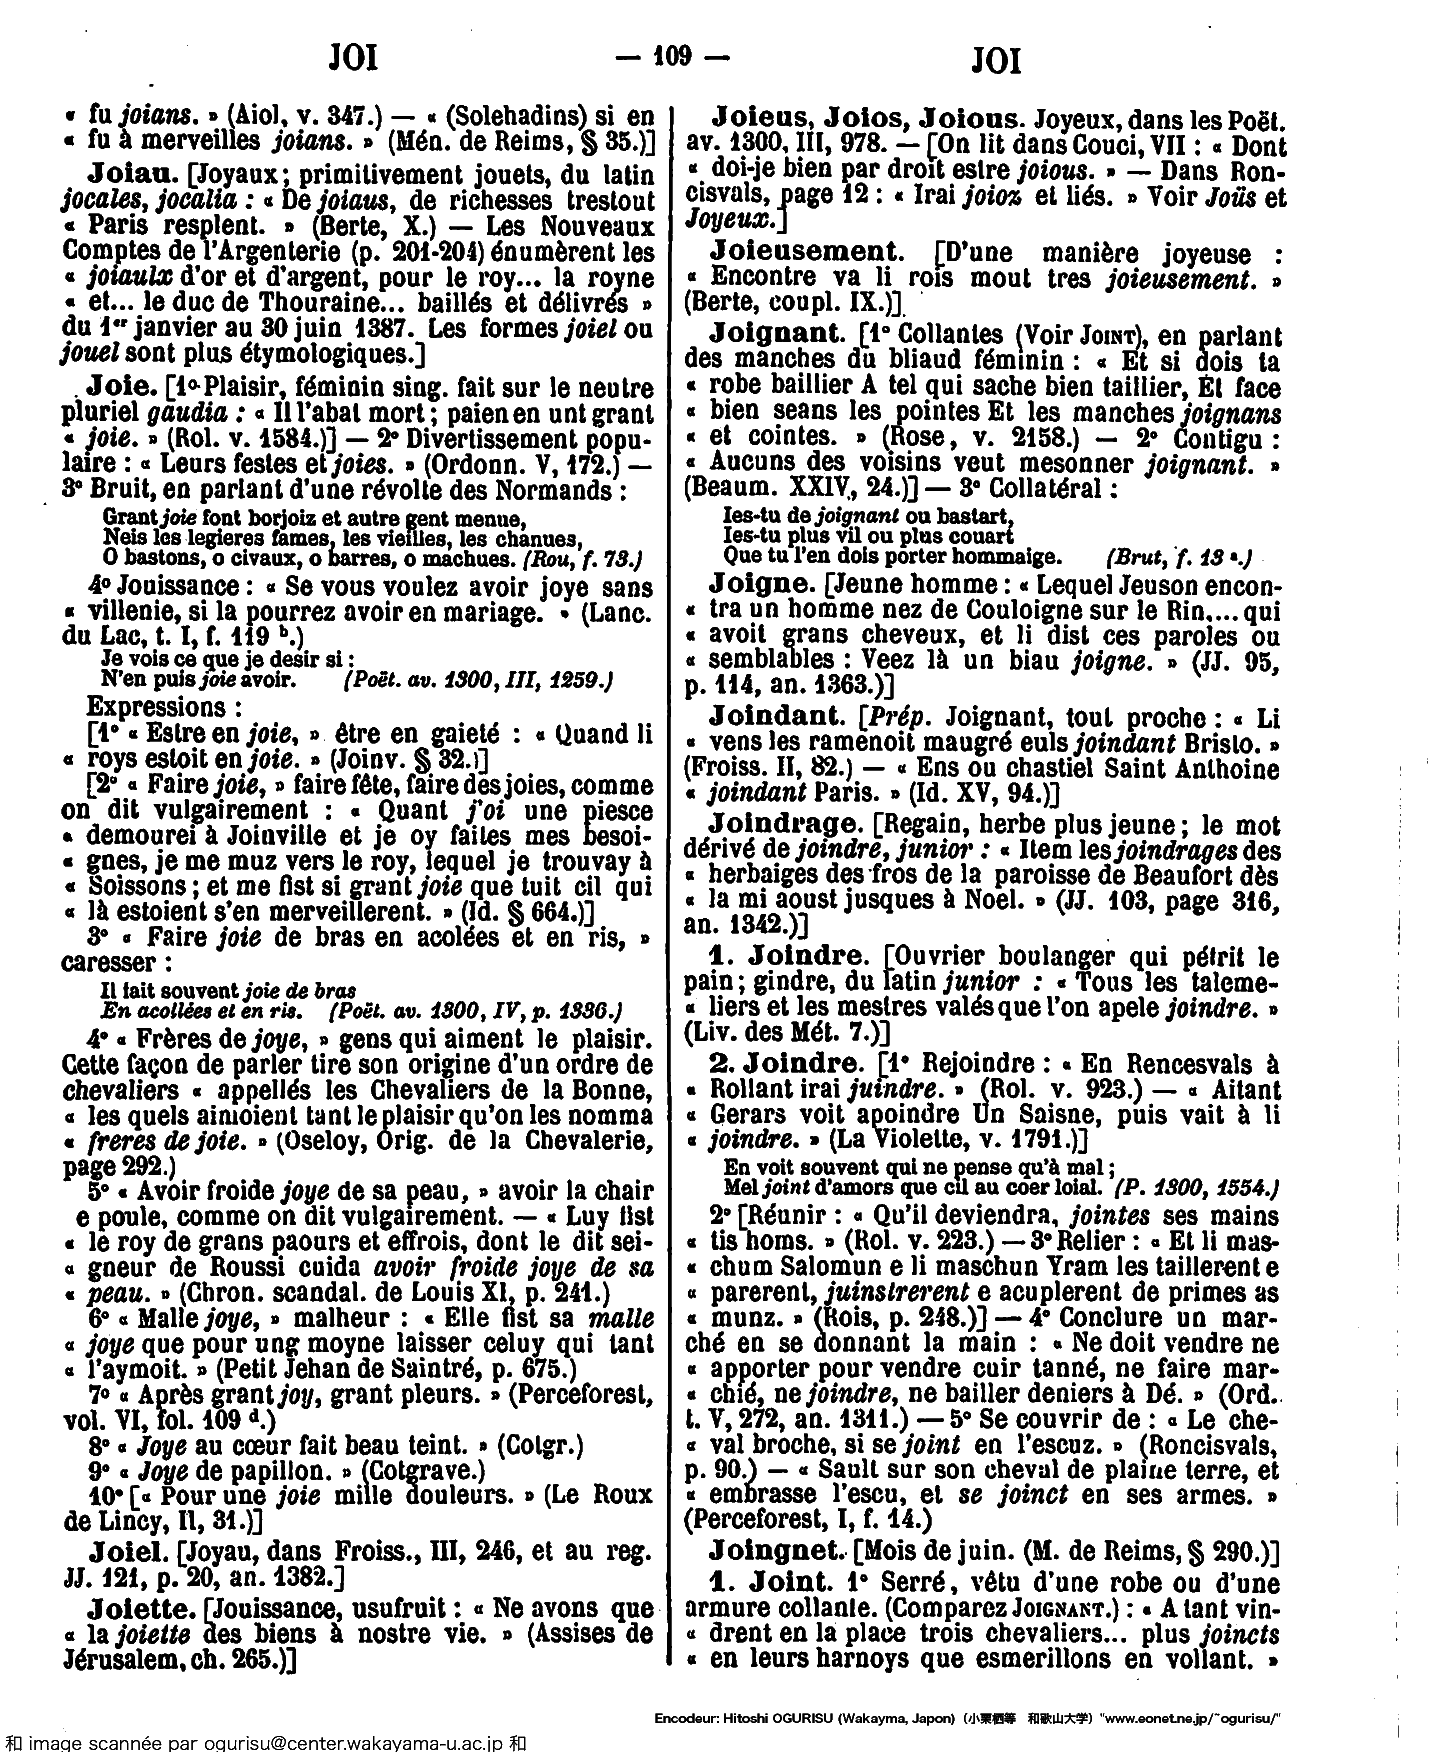 JOI — 109 — JOI
« fu joians. » (Aiol, v. 347.) — « (Solehadins) si en
« fu à merveilles joians. » (Mén. de Reims, § 35.)]
Joiau. [Joyaux; primitivement jouets, du latin
jocales, jocalia : « De joiaus, de richesses trestout
« Paris resplent. » (Berte, X.) — Les Nouveaux
Comptes de l'Argenterie (p. 201-204) énumèrent les
« joiaulx d'or et d'argent, pour le roy... la royne
« et... le duc de Thouraine... baillés et délivrés »
du 1er janvier au 30 juin 1387. Les formes joiel ou
jouel sont plus étymologiques.]
Joie. [1o Plaisir, féminin sing. fait sur le neutre
pluriel gaudia : « Il l'abat mort; paien en unt grant
« joie. » (Rol. v. 1584.)] — 2° Divertissement popu-
laire : « Leurs festes et joies. » (Ordonn. V, 172.) —
3° Bruit, en parlant d'une révolte des Normands :
Grant joie font borjoiz et autre gent menue,
Neis les legieres fames, les vieilles, les chanues,
O bastons, o civaux, o barres, o machues. (Rou, f. 73.)
4o Jouissance : « Se vous voulez avoir joye sans
« villenie, si la pourrez avoir en mariage. » (Lanc.
du Lac, t. I, f. 119 b.)
Je vois ce que je desir si :
N'en puis joie avoir. (Poët. av. 1300, III, 1259.)
Expressions :
[1° « Estre en joie, » être en gaieté : « Quand li
« roys estoit en joie. » (Joinv. § 32.)]
[2° « Faire joie, » faire fête, faire des joies, comme
on dit vulgairement : « Quant j'oi une piesce
« demourei à Joinville et je oy faites mes besoi-
« gnes, je me muz vers le roy, lequel je trouvay à
« Soissons; et me fist si grant joie que tuit cil qui
« là estoient s'en merveillerent. » (Id. § 664.)]
3° « Faire joie de bras en acolées et en ris, »
caresser :
Il fait souvent joie de bras
En acollées et en ris. (Poët. av. 1300, IV, p. 1336.)
4° « Frères de joye, » gens qui aiment le plaisir.
Cette façon de parler tire son origine d'un ordre de
chevaliers « appellés les Chevaliers de la Bonne,
« les quels aimoient tant le plaisir qu'on les nomma
« freres de joie. » (Oseloy, Orig. de la Chevalerie,
page 292.)
5° « Avoir froide joye de sa peau, » avoir la chair
e poule, comme on dit vulgairement. — « Luy fist
« le roy de grans paours et effrois, dont le dit sei-
« gneur de Roussi cuida avoir froide joye de sa
« peau. » (Chron. scandal. de Louis XI, p. 241.)
6° « Malle joye, » malheur : « Elle fist sa malle
« joye que pour ung moyne laisser celuy qui tant
« l'aymoit. » (Petit Jehan de Saintré, p. 675.)
7o « Après grant joy, grant pleurs. » (Perceforest,
vol. VI, fol. 109 d.)
8° « Joye au cœur fait beau teint. » (Cotgr.)
9° « Joye de papillon. » (Cotgrave.)
10° [« Pour une joie mille douleurs. » (Le Roux
de Lincy, II, 31.)]
Joiel. [Joyau, dans Froiss., III, 246, et au reg.
JJ. 121, p. 20, an. 1382.]
Joiette. [Jouissance, usufruit : « Ne avons que
« la joiette des biens à nostre vie. » (Assises de
Jérusalem, ch. 265.)]
Joieus, Joios, Joious. Joyeux, dans les Poët.
av. 1300, III, 978. — [On lit dans Couci, VII : « Dont
« doi-je bien par droit estre joious. » — Dans Ron-
cisvals, page 12 : « Irai joioz et liés. » Voir Joüs et
Joyeux.]
Joieusement. [D'une manière joyeuse :
« Encontre va li rois mout tres joieusement. »
(Berte, coupl. IX.)]
Joignant. [1° Collantes (Voir JOINT), en parlant
des manches du bliaud féminin : « Et si dois ta
« robe baillier A tel qui sache bien taillier, Et face
« bien seans les pointes Et les manches joignans
« et cointes. » (Rose, v. 2158.) — 2° Contigu :
« Aucuns des voisins veut mesonner joignant. »
(Beaum. XXIV, 24.)] — 3° Collatéral :
Ies-tu de joignant ou bastart,
Ies-tu plus vil ou plus couart
Que tu l'en dois porter hommaige. (Brut, f. 13 a.)
Joigne. [Jeune homme : « Lequel Jeuson encon-
« tra un homme nez de Couloigne sur le Rin,... qui
« avoit grans cheveux, et li dist ces paroles ou
« semblables : Veez là un biau joigne. » (JJ. 95,
p. 114, an. 1363.)]
Joindant. [Prép. Joignant, tout proche : « Li
« vens les ramenoit maugré euls joindant Bristo. »
(Froiss. II, 82.) — « Ens ou chastiel Saint Anthoine
« joindant Paris. » (Id. XV, 94.)]
Joindrage. [Regain, herbe plus jeune; le mot
dérivé de joindre, junior : « Item les joindrages des
« herbaiges des fros de la paroisse de Beaufort dès
« la mi aoust jusques à Noel. » (JJ. 103, page 316,
an. 1342.)]
1. Joindre. [Ouvrier boulanger qui pétrit le
pain; gindre, du latin junior : « Tous les taleme-
« liers et les mestres valés que l'on apele joindre. »
(Liv. des Mét. 7.)]
2. Joindre. [1° Rejoindre : « En Rencesvals à
« Rollant irai juindre. » (Rol. v. 923.) — « Aitant
« Gerars voit apoindre Un Saisne, puis vait à li
« joindre. » (La Violette, v. 1791.)]
En voit souvent qui ne pense qu'à mal;
Mel joint d'amors que cil au coer loial. (P. 1300, 1554.)
2° [Réunir : « Qu'il deviendra, jointes ses mains
« tis homs. » (Rol. v. 223.) — 3° Relier : « Et li mas-
« chum Salomun e li maschun Yram les taillerent e
« parerent, juinstrerent e acuplerent de primes as
« munz. » (Rois, p. 248.)] — 4° Conclure un mar-
ché en se donnant la main : « Ne doit vendre ne
« apporter pour vendre cuir tanné, ne faire mar-
« chié, ne joindre, ne bailler deniers à Dé. » (Ord.
t. V, 272, an. 1311.) — 5° Se couvrir de : « Le che-
« val broche, si se joint en l'escuz. » (Roncisvals,
p. 90.) — « Sault sur son cheval de plaine terre, et
« embrasse l'escu, et se joinct en ses armes. »
(Perceforest, I, f. 14.)
Joingnet. [Mois de juin. (M. de Reims, § 290.)]
1. Joint. 1° Serré, vêtu d'une robe ou d'une
armure collante. (Comparez JOIGNANT.) : « A tant vin-
« drent en la place trois chevaliers... plus joincts
« en leurs harnoys que esmerillons en vollant. »
Encodeur: Hitoshi OGURISU (Wakayma, Japon) (小栗栖等 和歌山大学) "www.eonet.ne.jp/~ogurisu/"
和 image scannée par ogurisu@center.wakayama-u.ac.jp 和